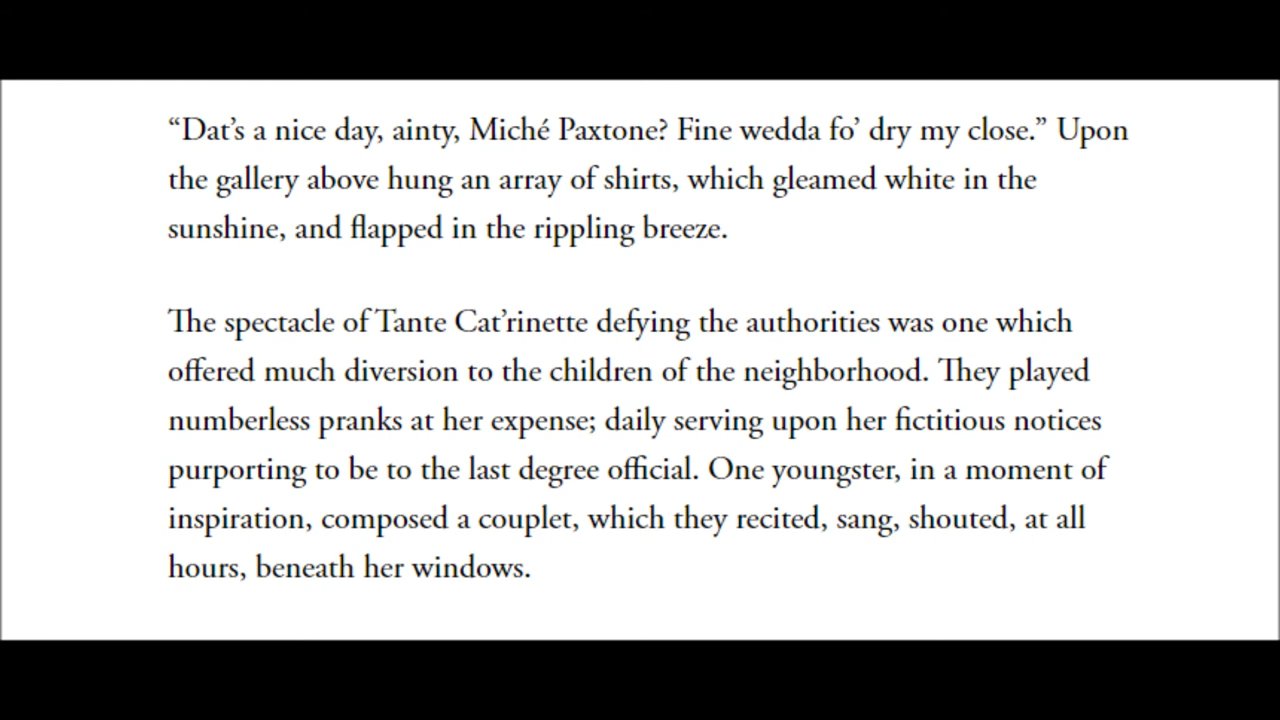 “Dat’s a nice day, ainty, Miché Paxtone? Fine wedda fo’ dry my close.” Upon
the gallery above hung an array of shirts, which gleamed white in the
sunshine, and flapped in the rippling breeze.
The spectacle of Tante Cat’rinette defying the authorities was one which
offered much diversion to the children of the neighborhood. They played
numberless pranks at her expense; daily serving upon her fictitious notices
purporting to be to the last degree official. One youngster, in a moment of
inspiration, composed a couplet, which they recited, sang, shouted, at all
hours, beneath her windows.